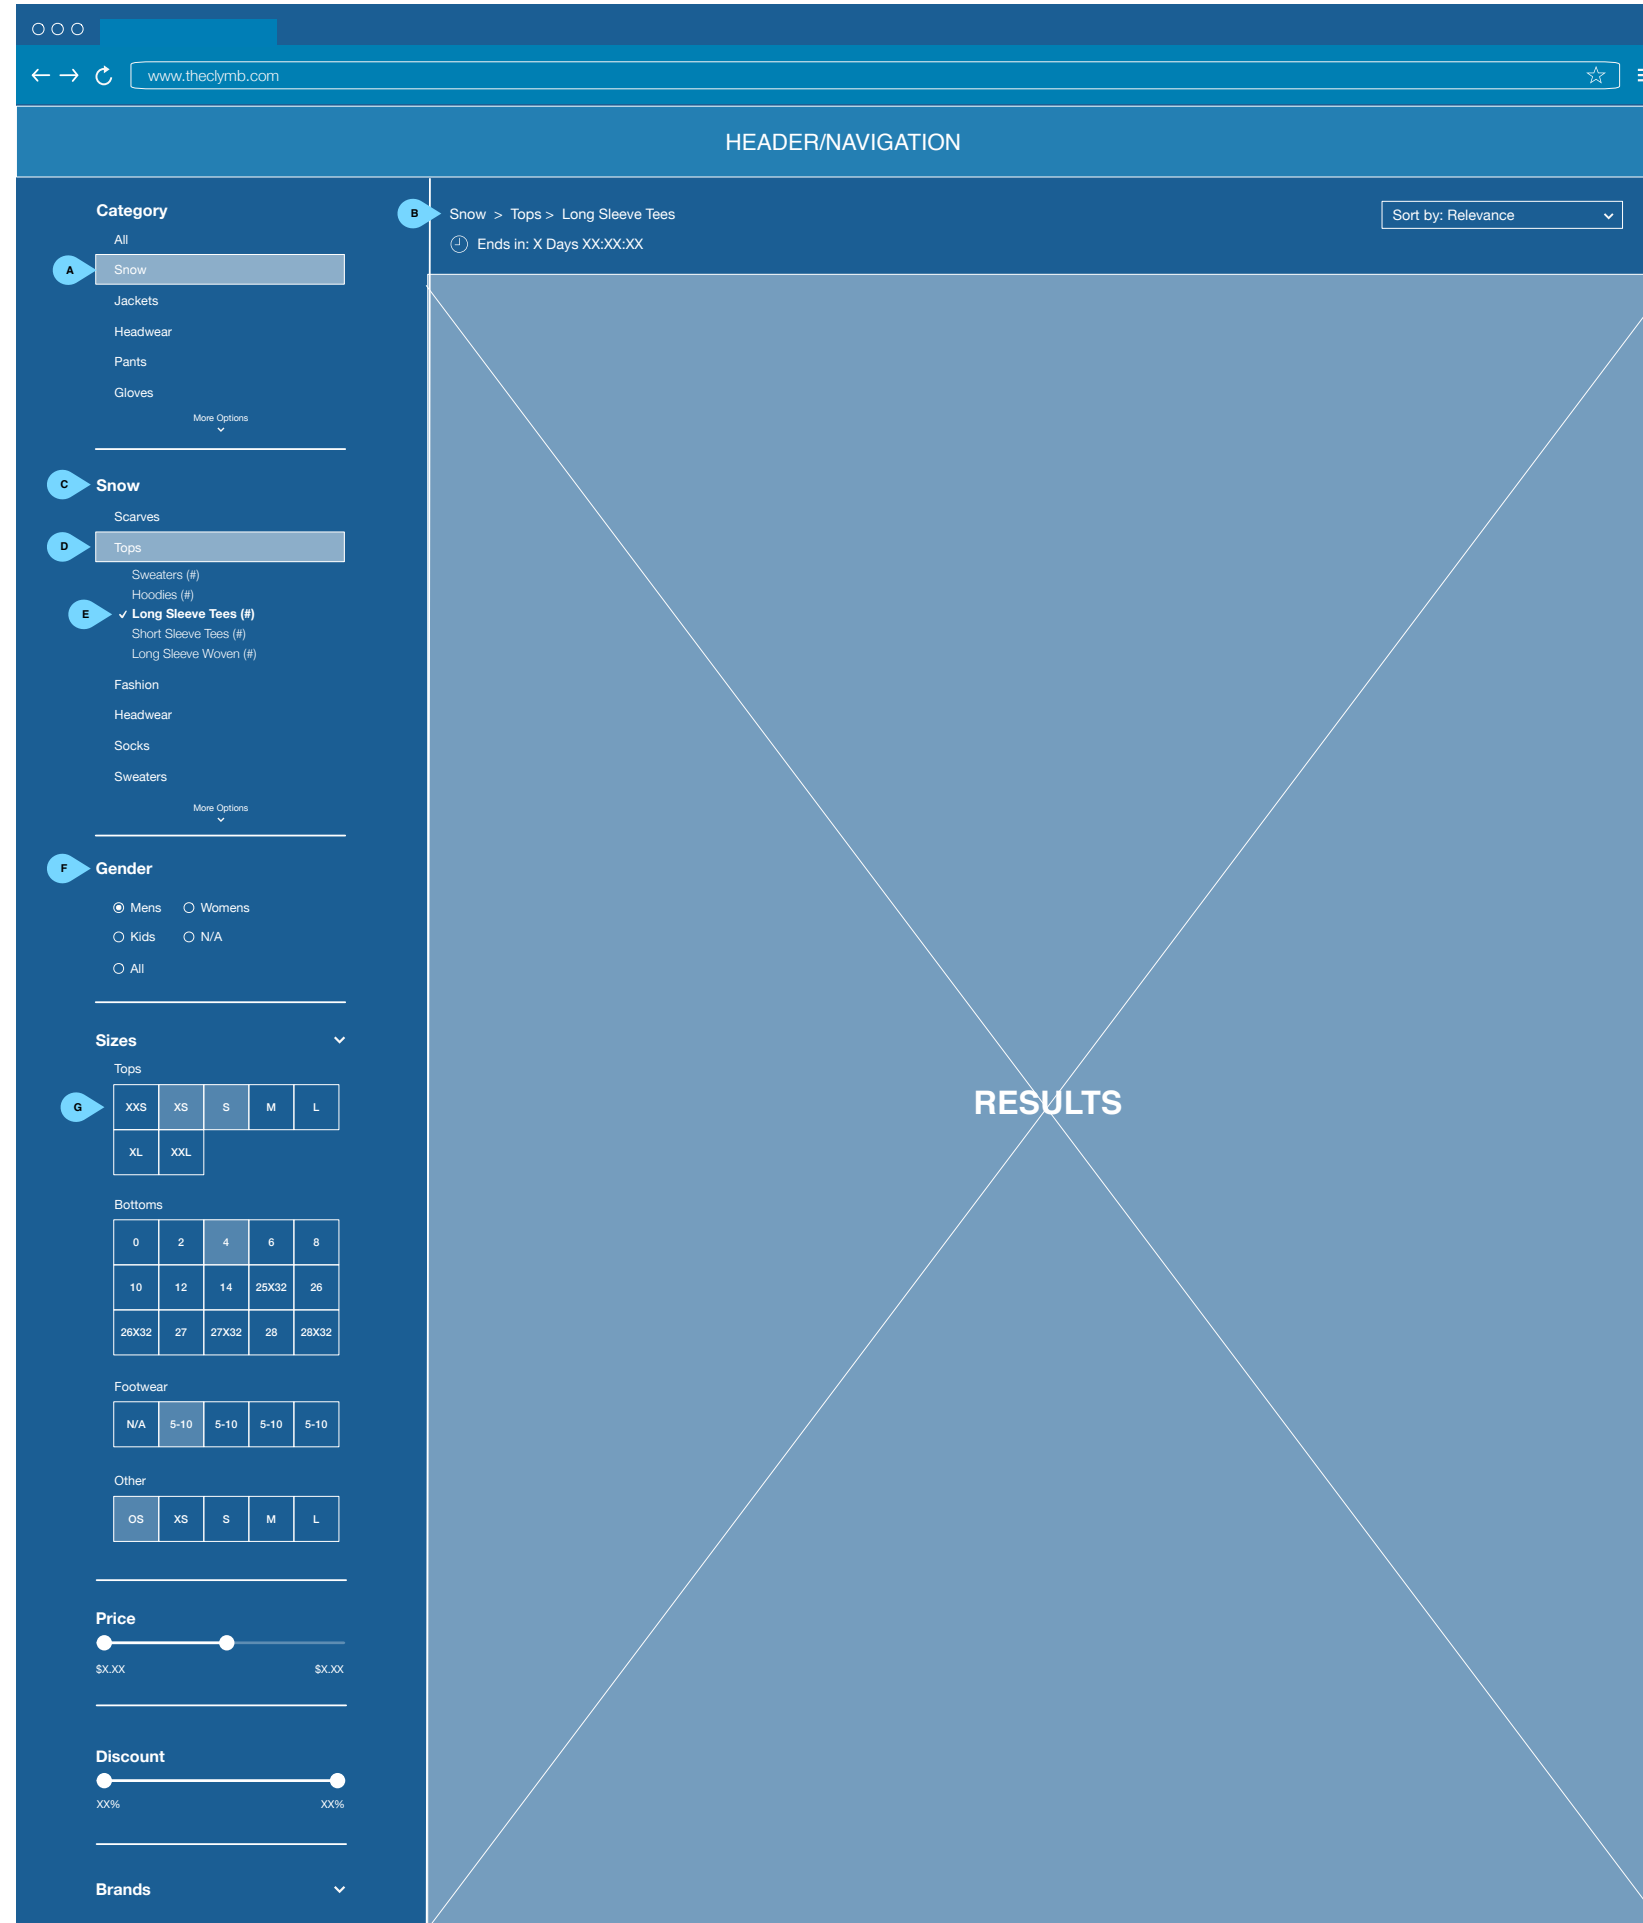 www.theclymb.com
HEADER/NAVIGATION
Category
All
A
Snow
Jackets
Headwear
Pants
Gloves
More Options
C
Snow
Scarves
D
Tops
Sweaters (#)
Hoodies (#)
E
Long Sleeve Tees (#)
Short Sleeve Tees (#)
Long Sleeve Woven (#)
Fashion
Headwear
Socks
Sweaters
More Options
F
Gender
Mens Womens
Kids N/A
All
Sizes
Tops
G
XXS XS S M L
XL XXL
Bottoms
0 2 4 6 8
10 12 14 25X32 26
26X32 27 27X32 28 28X32
Footwear
N/A 5-10 5-10 5-10 5-10
Other
OS XS S M L
Price
$X.XX $X.XX
Discount
XX% XX%
Brands
B
Snow > Tops > Long Sleeve Tees
Ends in: X Days XX:XX:XX
Sort by: Relevance
RESULTS